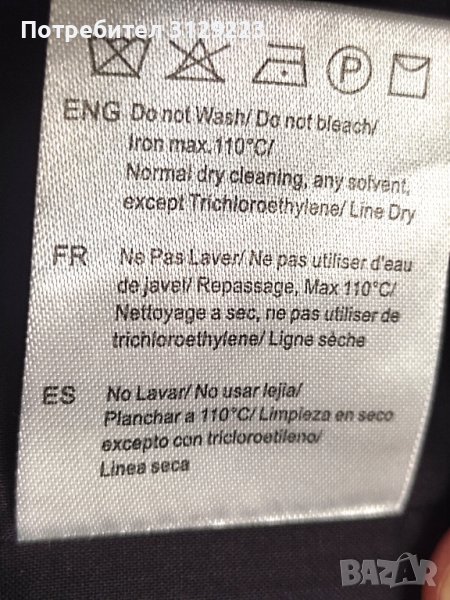 Потребител 3129223
P
ENG Do not Wash/ Do not bleach/
Iron max. 110°C/
Normal dry cleaning, any solvent,
except Trichloroethylene/ Line Dry
FR Ne Pas Laver/ Ne pas utiliser d'eau
de javel/ Repassage, Max 110°C/
Nettoyage a sec, ne pas utiliser de
trichloroethylene/ Ligne sèche
ES No Lavar/ No usar lejia/
Planchar a 110°C/ Limpieza en seco
excepto con tricloroetileno/
Linea seca
BAZAR